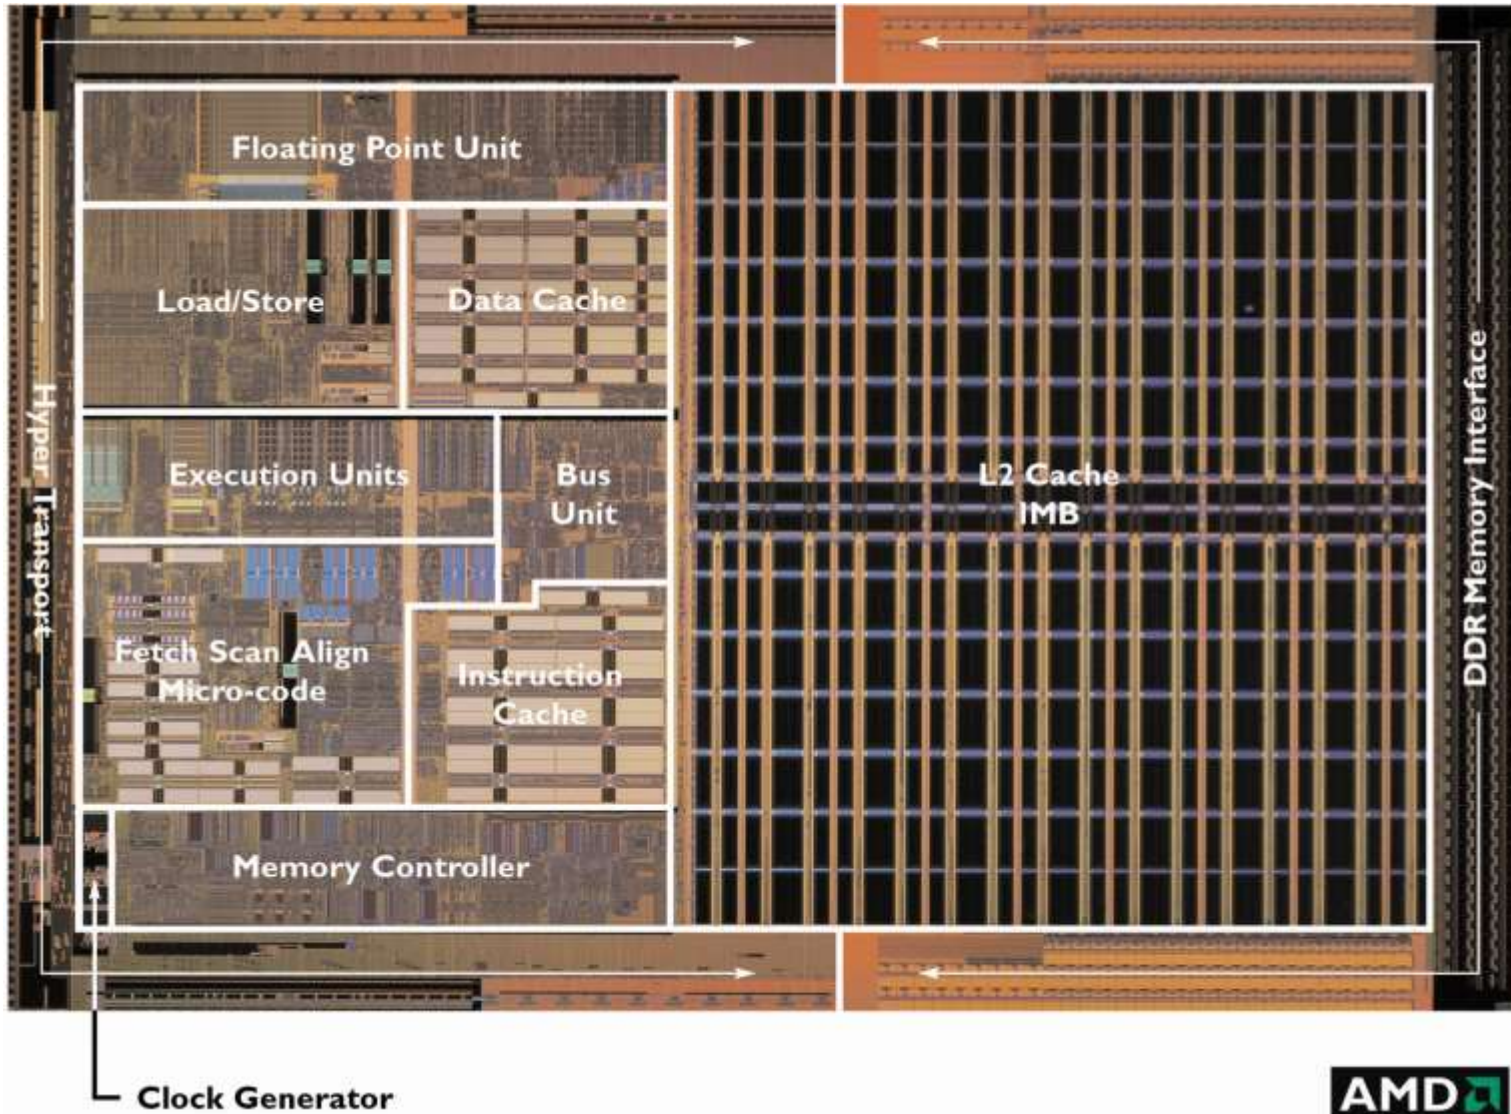 Floating Point Unit
Load/Store
Data Cache
Hyper Transport
Execution Units
Bus
Unit
L2 Cache
1MB
DDR Memory Interface
Fetch Scan Align
Micro-code
Instruction
Cache
Memory Controller
Clock Generator
AMD